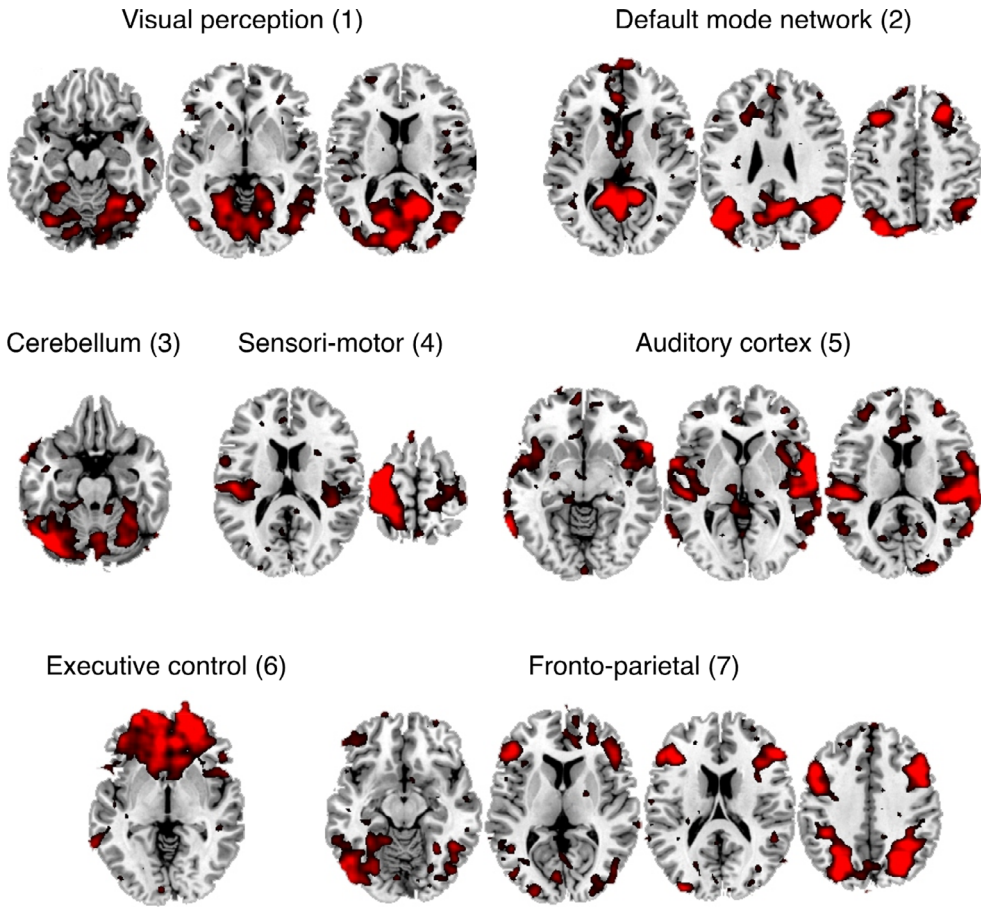 Visual perception (1)
Default mode network (2)
Cerebellum (3)
Sensori-motor (4)
Auditory cortex (5)
Executive control (6)
Fronto-parietal (7)